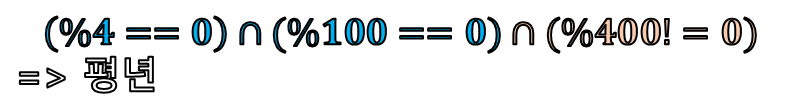 (%4 == 0) ∩ (%100 == 0) ∩ (%400! = 0)
=> 평년